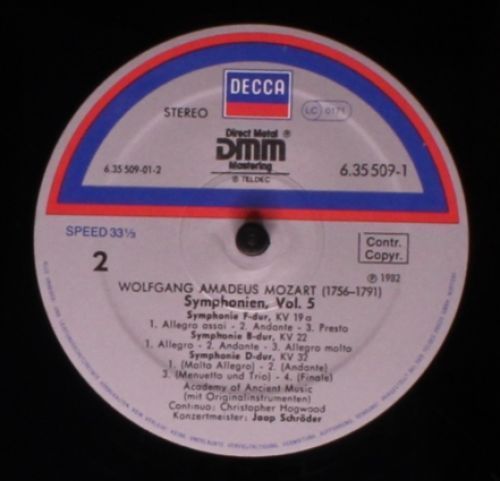 DECCA
STEREO
LC 0171
Direct Metal ®
DMM
Mastering
® TELDEC
6.35 509-01-2
6.35 509-1
SPEED 33⅓
2
Contr.
Copyr.
℗ 1982
WOLFGANG AMADEUS MOZART (1756–1791)
Symphonien, Vol. 5
Symphonie F-dur, KV 19a
1. Allegro assai - 2. Andante - 3. Presto
Symphonie B-dur, KV 22
1. Allegro - 2. Andante - 3. Allegro molto
Symphonie D-dur, KV 32
1. (Molto Allegro) - 2. (Andante)
3. (Menuetto und Trio) - 4. (Finale)
Academy of Ancient Music
(mit Originalinstrumenten)
Continuo: Christopher Hogwood
Konzertmeister: Jaap Schröder